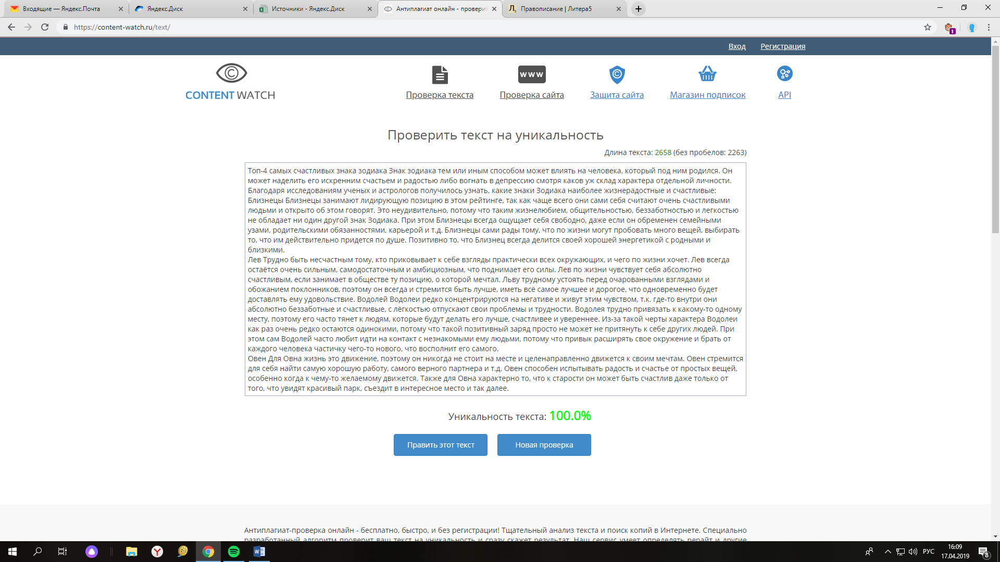 Входящие — Яндекс.Почта
Яндекс.Диск
Источники - Яндекс.Диск
Антиплагиат онлайн - проверит
Правописание | Литера5
https://content-watch.ru/text/
1
Вход Регистрация
CONTENT WATCH
www
Проверка текста
Проверка сайта
Защита сайта
Магазин подписок
API
Проверить текст на уникальность
Длина текста: 2658 (без пробелов: 2263)
Топ-4 самых счастливых знака зодиака Знак зодиака тем или иным способом может влиять на человека, который под ним родился. Он
может наделить его искренним счастьем и радостью либо вогнать в депрессию смотря каков уж склад характера отдельной личности.
Благодаря исследованиям ученых и астрологов получилось узнать, какие знаки Зодиака наиболее жизнерадостные и счастливые:
Близнецы Близнецы занимают лидирующую позицию в этом рейтинге, так как чаще всего они сами себя считают очень счастливыми
людьми и открыто об этом говорят. Это неудивительно, потому что таким жизнелюбием, общительностью, беззаботностью и легкостью
не обладает ни один другой знак Зодиака. При этом Близнецы всегда ощущает себя свободно, даже если он обременен семейными
узами, родительскими обязанностями, карьерой и т.д. Близнецы сами рады тому, что по жизни могут пробовать много вещей, выбирать
то, что им действительно придется по душе. Позитивно то, что Близнец всегда делится своей хорошей энергетикой с родными и
близкими.
Лев Трудно быть несчастным тому, кто приковывает к себе взгляды практически всех окружающих, и чего по жизни хочет. Лев всегда
остаётся очень сильным, самодостаточным и амбициозным, что поднимает его силы. Лев по жизни чувствует себя абсолютно
счастливым, если занимает в обществе ту позицию, о которой мечтал. Льву трудному устоять перед очарованными взглядами и
обожанием поклонников, поэтому он всегда и стремится быть лучше, иметь всё самое лучшее и дорогое, что одновременно будет
доставлять ему удовольствие. Водолей Водолеи редко концентрируются на негативе и живут этим чувством, т.к. где-то внутри они
абсолютно беззаботные и счастливые, с лёгкостью отпускают свои проблемы и трудности. Водолея трудно привязать к какому-то одному
месту, поэтому его часто тянет к людям, которые будут делать его лучше, счастливее и увереннее. Из-за такой черты характера Водолеи
как раз очень редко остаются одинокими, потому что такой позитивный заряд просто не может не притянуть к себе других людей. При
этом сам Водолей часто любит идти на контакт с незнакомыми ему людьми, потому что привык расширять свое окружение и брать от
каждого человека частичку чего-то нового, что восполнит его самого.
Овен Для Овна жизнь это движение, поэтому он никогда не стоит на месте и целенаправленно движется к своим мечтам. Овен стремится
для себя найти самую хорошую работу, самого верного партнера и т.д. Овен способен испытывать радость и счастье от простых вещей,
особенно когда к чему-то желаемому движется. Также для Овна характерно то, что к старости он может быть счастлив даже только от
того, что увидят красивый парк, съездит в интересное место и так далее.
Уникальность текста: 100.0%
Править этот текст
Новая проверка
Антиплагиат-проверка онлайн - бесплатно, быстро, и без регистрации! Тщательный анализ текста и поиск копий в Интернете. Специально
разработанный алгоритм проверит ваш текст на уникальность и сразу скажет результат. Наш сервис умеет определять рерайт и другие
РУС
16:09
17.04.2019
8